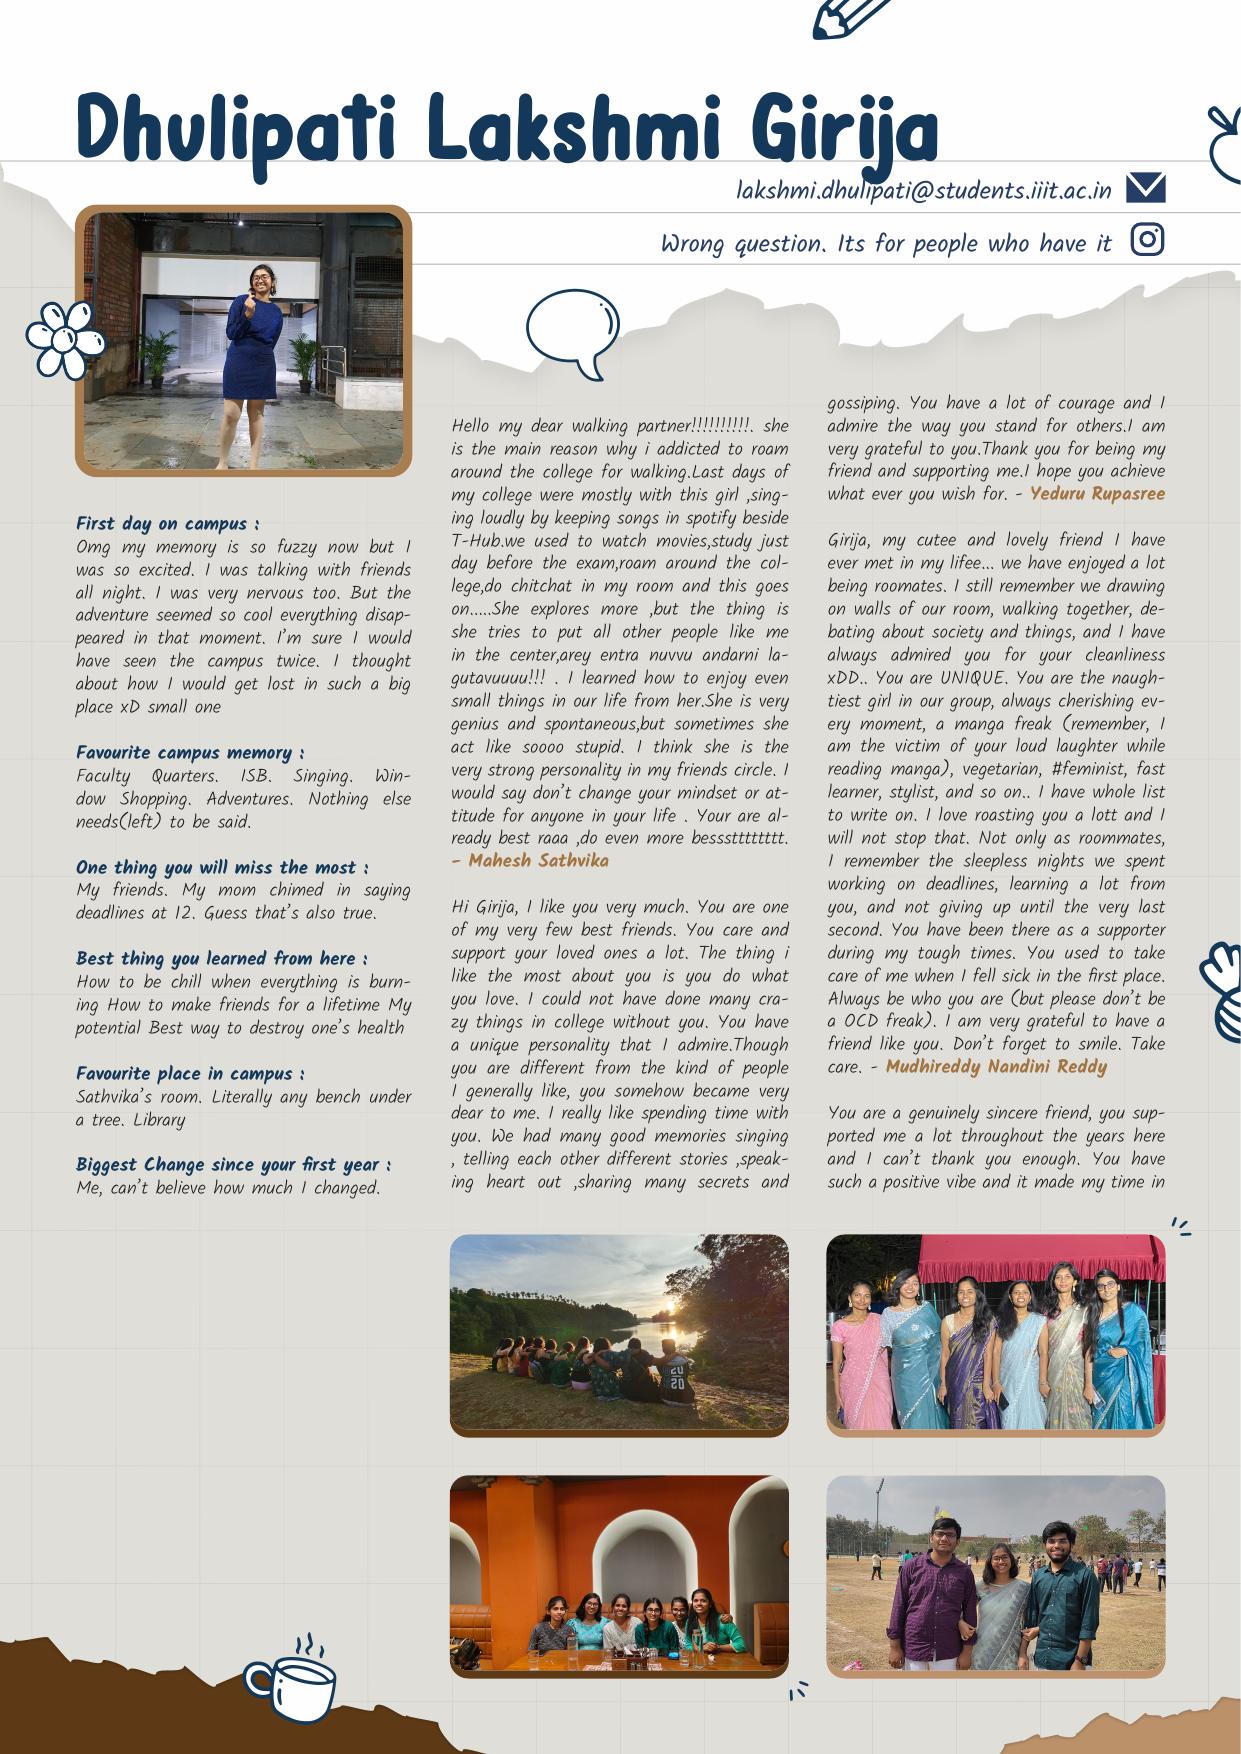 Dhulipati Lakshmi Girija
lakshmi.dhulipati@students.iiit.ac.in
Wrong question. Its for people who have it
First day on campus :
Omg my memory is so fuzzy now but I
was so excited. I was talking with friends
all night. I was very nervous too. But the
adventure seemed so cool everything disap-
peared in that moment. I'm sure I would
have seen the campus twice. I thought
about how I would get lost in such a big
place xD small one
Favourite campus memory :
Faculty Quarters. ISB. Singing. Win-
dow Shopping. Adventures. Nothing else
needs(left) to be said.
One thing you will miss the most :
My friends. My mom chimed in saying
deadlines at 12. Guess that's also true.
Best thing you learned from here :
How to be chill when everything is burn-
ing How to make friends for a lifetime My
potential Best way to destroy one's health
Favourite place in campus :
Sathvika's room. Literally any bench under
a tree. Library
Biggest Change since your first year :
Me, can't believe how much I changed.
Hello my dear walking partner!!!!!!!!!!. she
is the main reason why i addicted to roam
around the college for walking.Last days of
my college were mostly with this girl ,sing-
ing loudly by keeping songs in spotify beside
T-Hub.we used to watch movies,study just
day before the exam,roam around the col-
lege,do chitchat in my room and this goes
on.....She explores more ,but the thing is
she tries to put all other people like me
in the center,arey entra nuvvu andarni la-
gutavuuuu!!! . I learned how to enjoy even
small things in our life from her.She is very
genius and spontaneous,but sometimes she
act like soooo stupid. I think she is the
very strong personality in my friends circle. I
would say don't change your mindset or at-
titude for anyone in your life . Your are al-
ready best raaa ,do even more besssttttttttt.
- Mahesh Sathvika
Hi Girija, I like you very much. You are one
of my very few best friends. You care and
support your loved ones a lot. The thing i
like the most about you is you do what
you love. I could not have done many cra-
zy things in college without you. You have
a unique personality that I admire.Though
you are different from the kind of people
I generally like, you somehow became very
dear to me. I really like spending time with
you. We had many good memories singing
, telling each other different stories ,speak-
ing heart out ,sharing many secrets and
gossiping. You have a lot of courage and I
admire the way you stand for others.I am
very grateful to you.Thank you for being my
friend and supporting me.I hope you achieve
what ever you wish for. - Yeduru Rupasree
Girija, my cutee and lovely friend I have
ever met in my lifee... we have enjoyed a lot
being roomates. I still remember we drawing
on walls of our room, walking together, de-
bating about society and things, and I have
always admired you for your cleanliness
xDD.. You are UNIQUE. You are the naugh-
tiest girl in our group, always cherishing ev-
ery moment, a manga freak (remember, I
am the victim of your loud laughter while
reading manga), vegetarian, #feminist, fast
learner, stylist, and so on.. I have whole list
to write on. I love roasting you a lott and I
will not stop that. Not only as roommates,
I remember the sleepless nights we spent
working on deadlines, learning a lot from
you, and not giving up until the very last
second. You have been there as a supporter
during my tough times. You used to take
care of me when I fell sick in the first place.
Always be who you are (but please don't be
a OCD freak). I am very grateful to have a
friend like you. Don't forget to smile. Take
care. - Mudhireddy Nandini Reddy
You are a genuinely sincere friend, you sup-
ported me a lot throughout the years here
and I can't thank you enough. You have
such a positive vibe and it made my time in